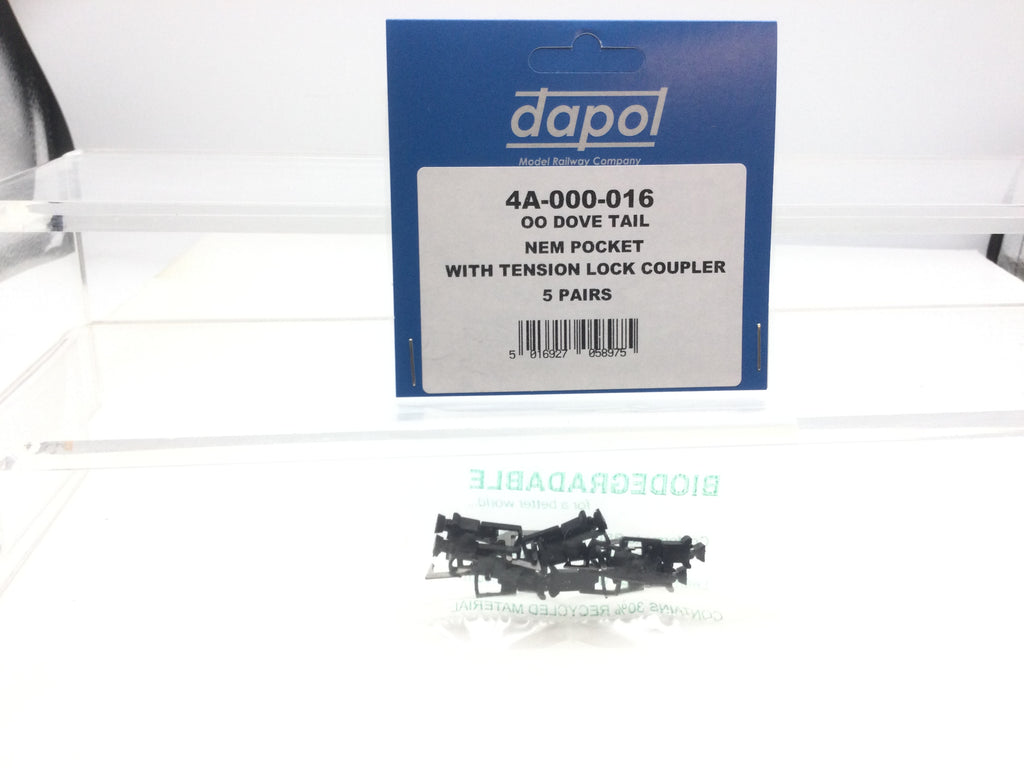 dapol
Model Railway Company
4A-000-016
OO DOVE TAIL
NEM POCKET
WITH TENSION LOCK COUPLER
5 PAIRS
5 016927 058975
BIODEGRADABLE
for a better world...
CONTAINS 30% RECYCLED MATERIAL